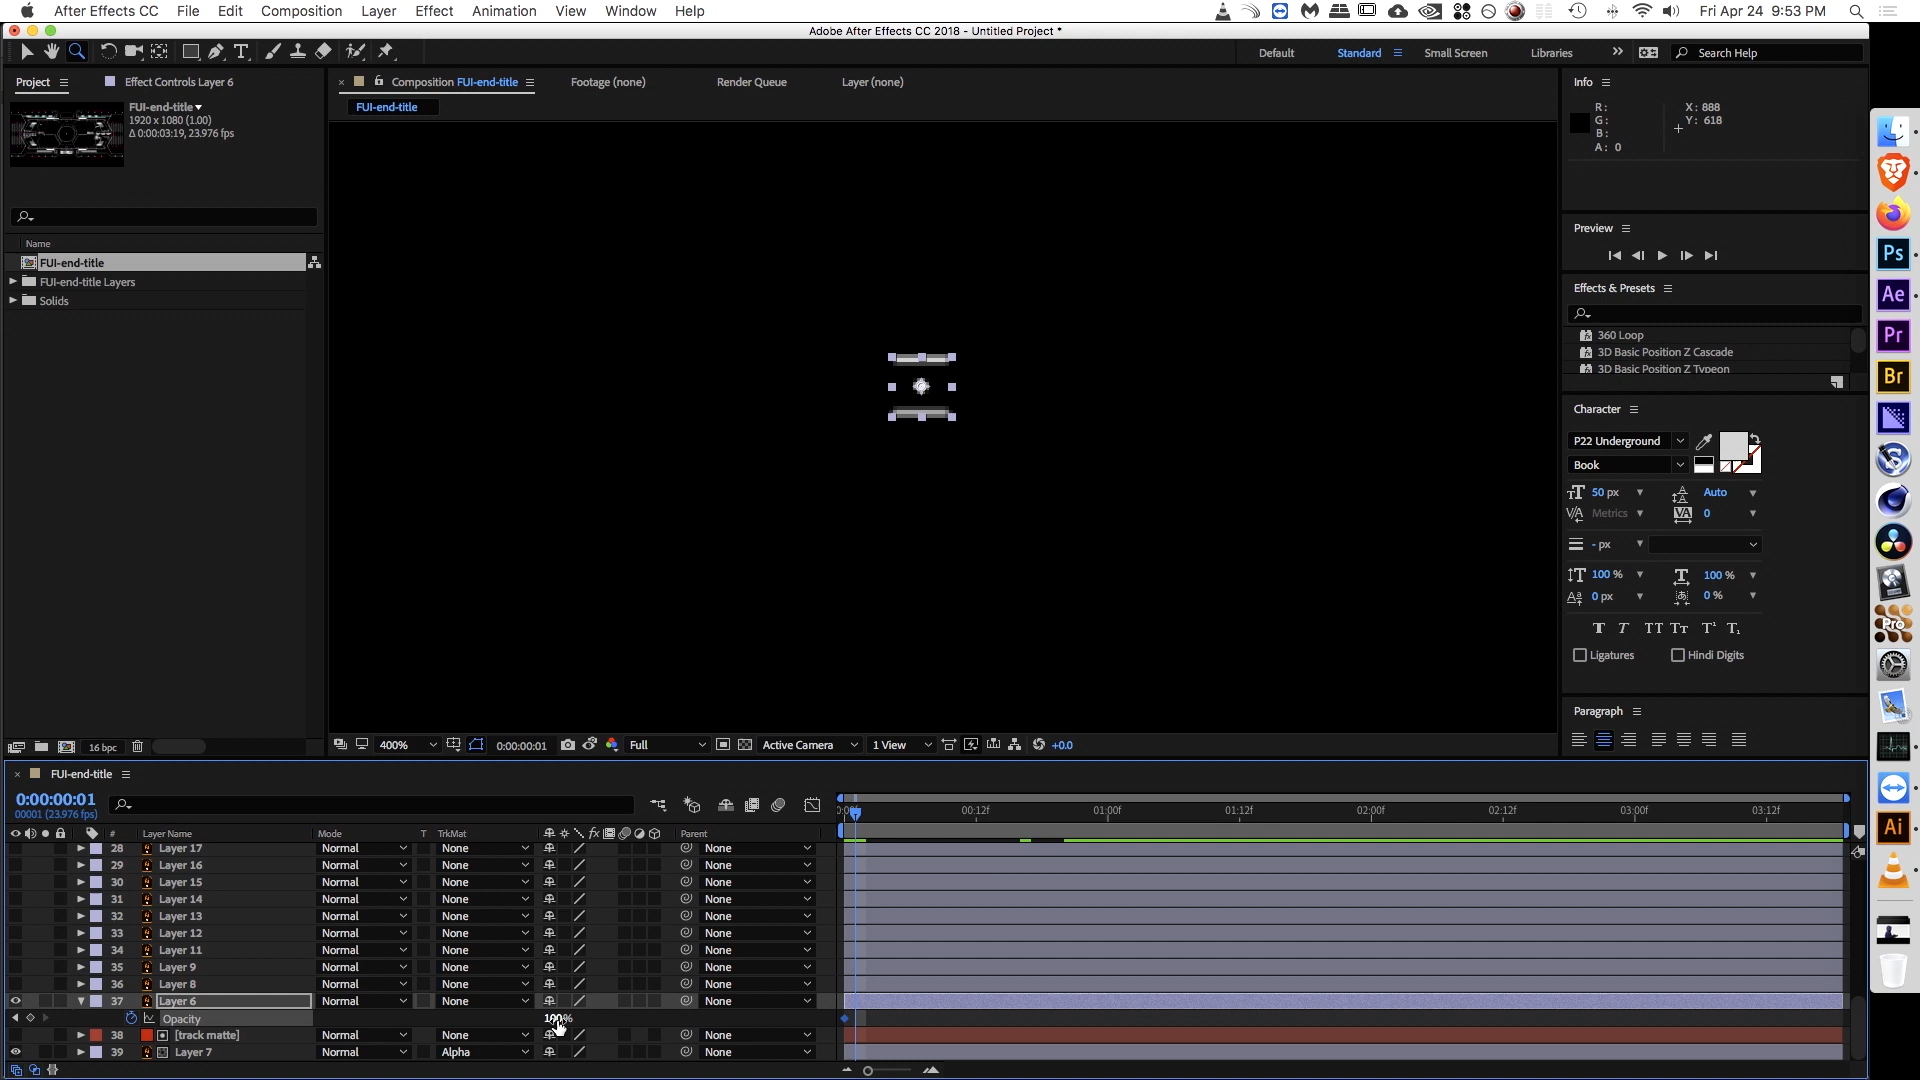 After Effects CC File Edit Composition Layer Effect Animation View Window Help Fri Apr 24 9:53 PM
Adobe After Effects CC 2018 - Untitled Project *
Default Standard Small Screen Libraries Search Help
Project Effect Controls Layer 6 Composition FUI-end-title Footage (none) Render Queue Layer (none) Info
FUI-end-title
FUI-end-title
1920 x 1080 (1.00)
Δ 0:00:03:19, 23.976 fps
R: X: 888
G: Y: 618
B:
A: 0
Preview
Name
FUI-end-title
FUI-end-title Layers
Solids
Effects & Presets
360 Loop
3D Basic Position Z Cascade
3D Basic Position Z Typeon
Character
P22 Underground
Book
50 px Auto
Metrics 0
- px
100 % 100 %
0 px 0 %
T T TT Tт T¹ T₁
Ligatures Hindi Digits
Paragraph
16 bpc 400% 0:00:00:01 Full Active Camera 1 View +0.0
FUI-end-title
0:00:00:01
00001 (23.976 fps)
00:12f 01:00f 01:12f 02:00f 02:12f 03:00f 03:12f
# Layer Name Mode T TrkMat fx Parent
28 Layer 17 Normal None None
29 Layer 16 Normal None None
30 Layer 15 Normal None None
31 Layer 14 Normal None None
32 Layer 13 Normal None None
33 Layer 12 Normal None None
34 Layer 11 Normal None None
35 Layer 9 Normal None None
36 Layer 8 Normal None None
37 Layer 6 Normal None None
Opacity 100%
38 [track matte] Normal None None
39 Layer 7 Normal Alpha None
Ps
Ae
Pr
Br
Pro
Ai